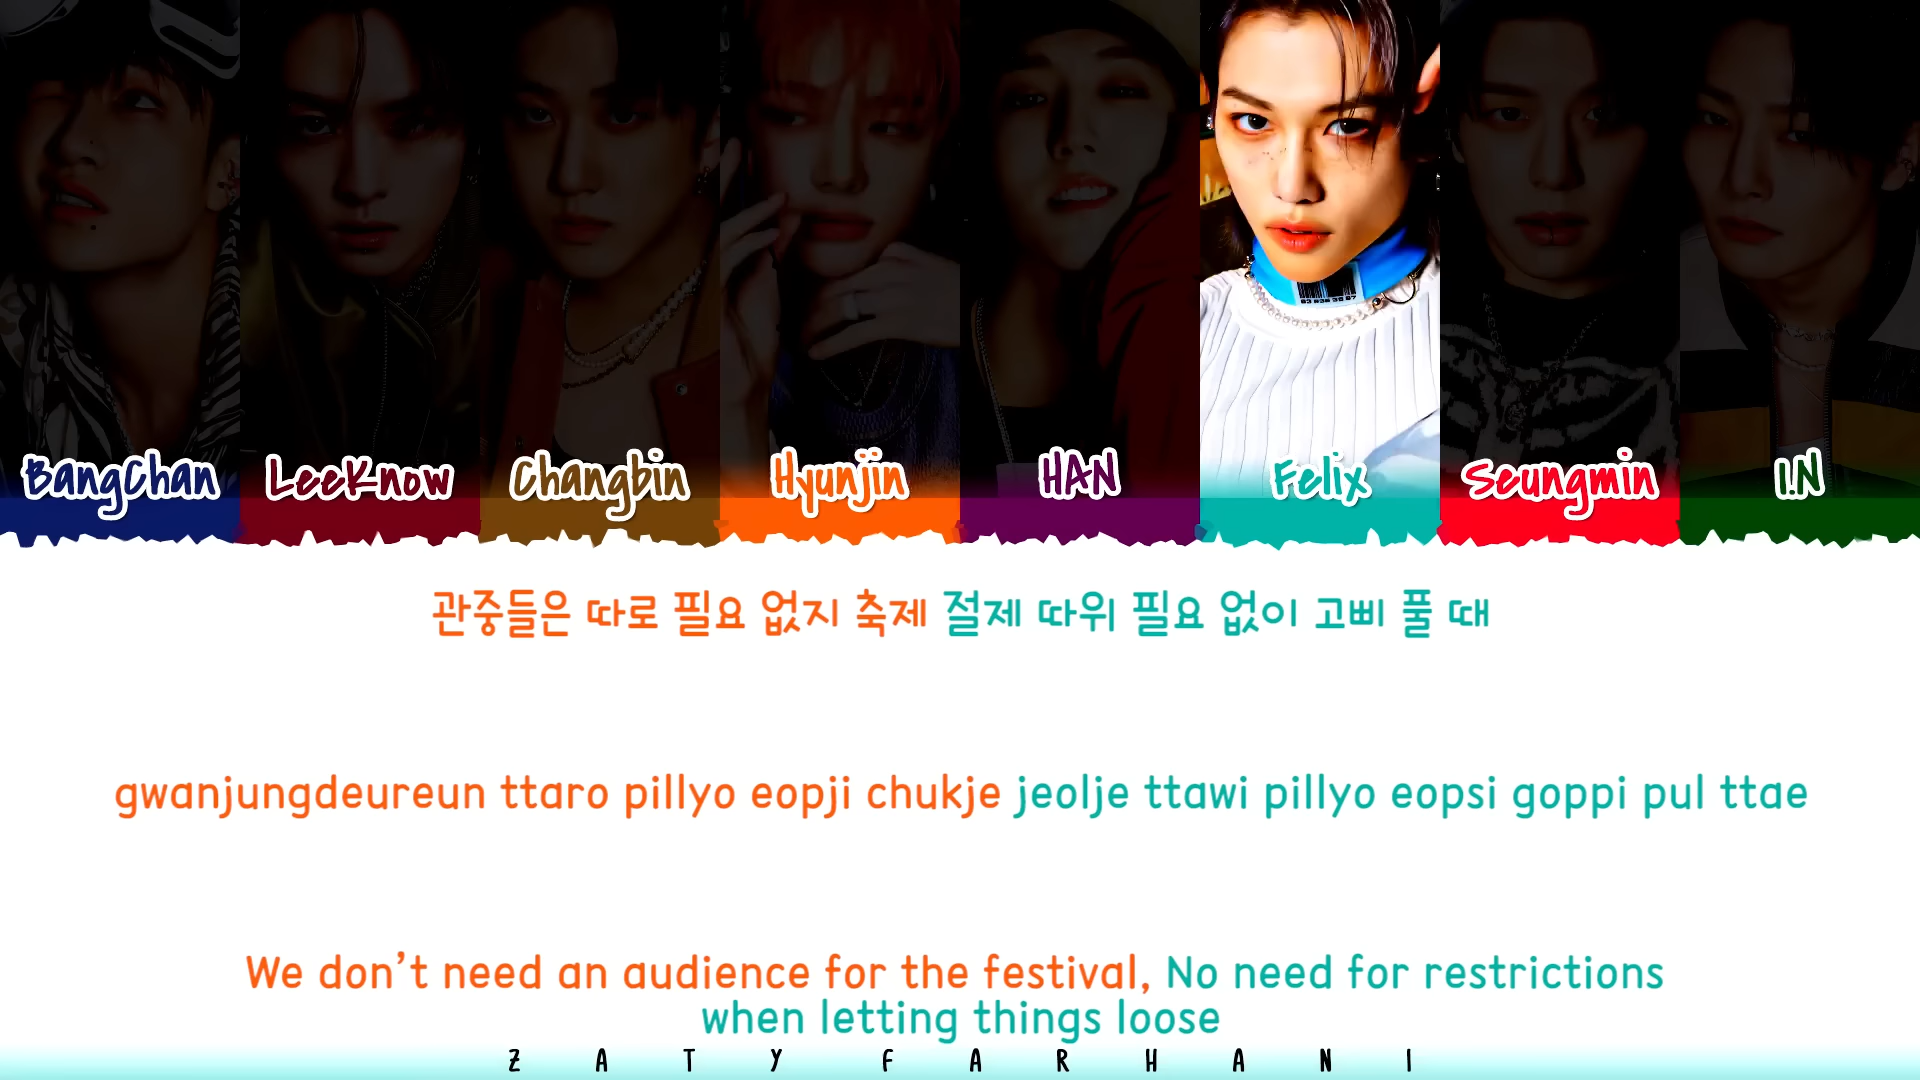 BangChan LeeKnow Changbin Hyunjin HAN Felix Seungmin I.N
관중들은 따로 필요 없지 축제 절제 따위 필요 없이 고삐 풀 때
gwanjungdeureun ttaro pillyo eopji chukje jeolje ttawi pillyo eopsi goppi pul ttae
We don't need an audience for the festival, No need for restrictions
when letting things loose
ZATY FARHANI